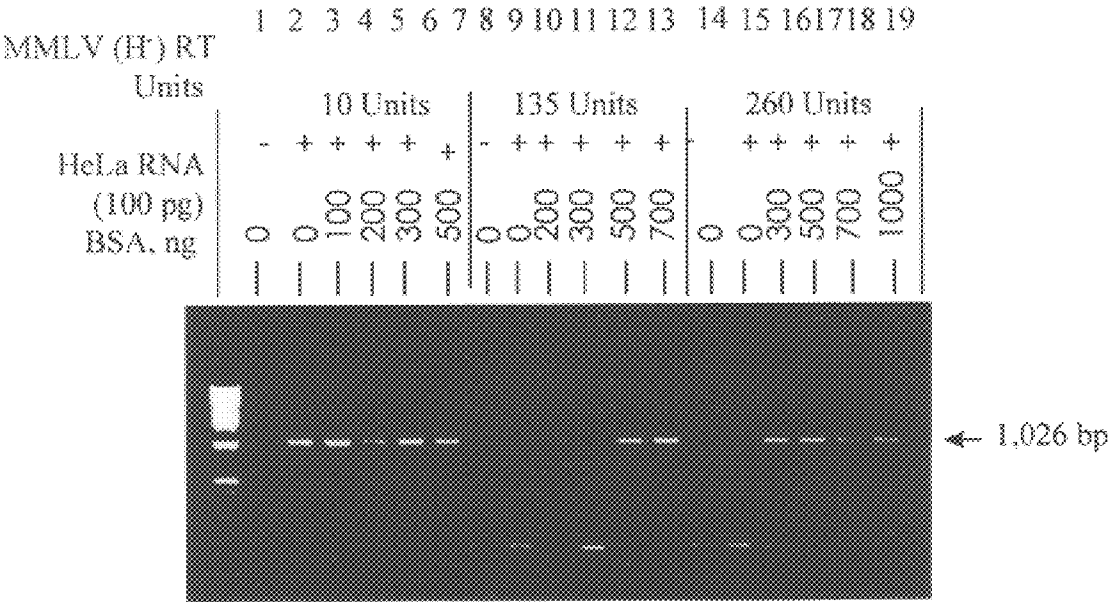 1 2 3 4 5 6 7 8 9 10 11 12 13 14 15 16 17 18 19
MMLV (H-) RT
Units
10 Units 135 Units 260 Units
- + + + + + - + + + + + - + + + + +
HeLa RNA
(100 pg)
BSA, ng
0 0 100 200 300 500 0 0 200 300 500 700 0 0 300 500 700 1000
1,026 bp